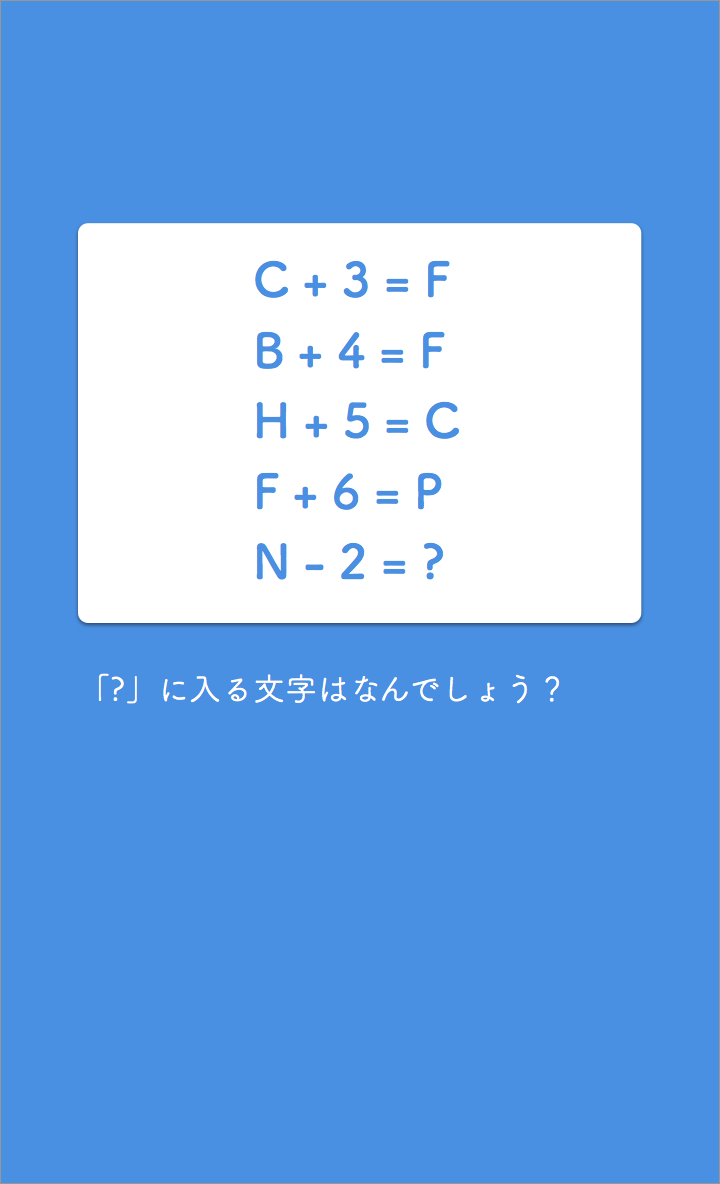 C + 3 = F
B + 4 = F
H + 5 = C
F + 6 = P
N - 2 = ?
「?」に入る文字はなんでしょう？